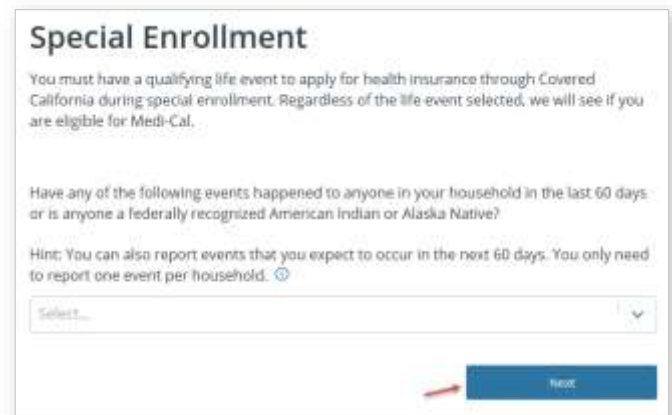 Special Enrollment
You must have a qualifying life event to apply for health insurance through Covered
California during special enrollment. Regardless of the life event selected, we will see if you
are eligible for Medi-Cal.
Have any of the following events happened to anyone in your household in the last 60 days
or is anyone a federally recognized American Indian or Alaska Native?
Hint: You can also report events that you expect to occur in the next 60 days. You only need
to report one event per household.
Select...
Next